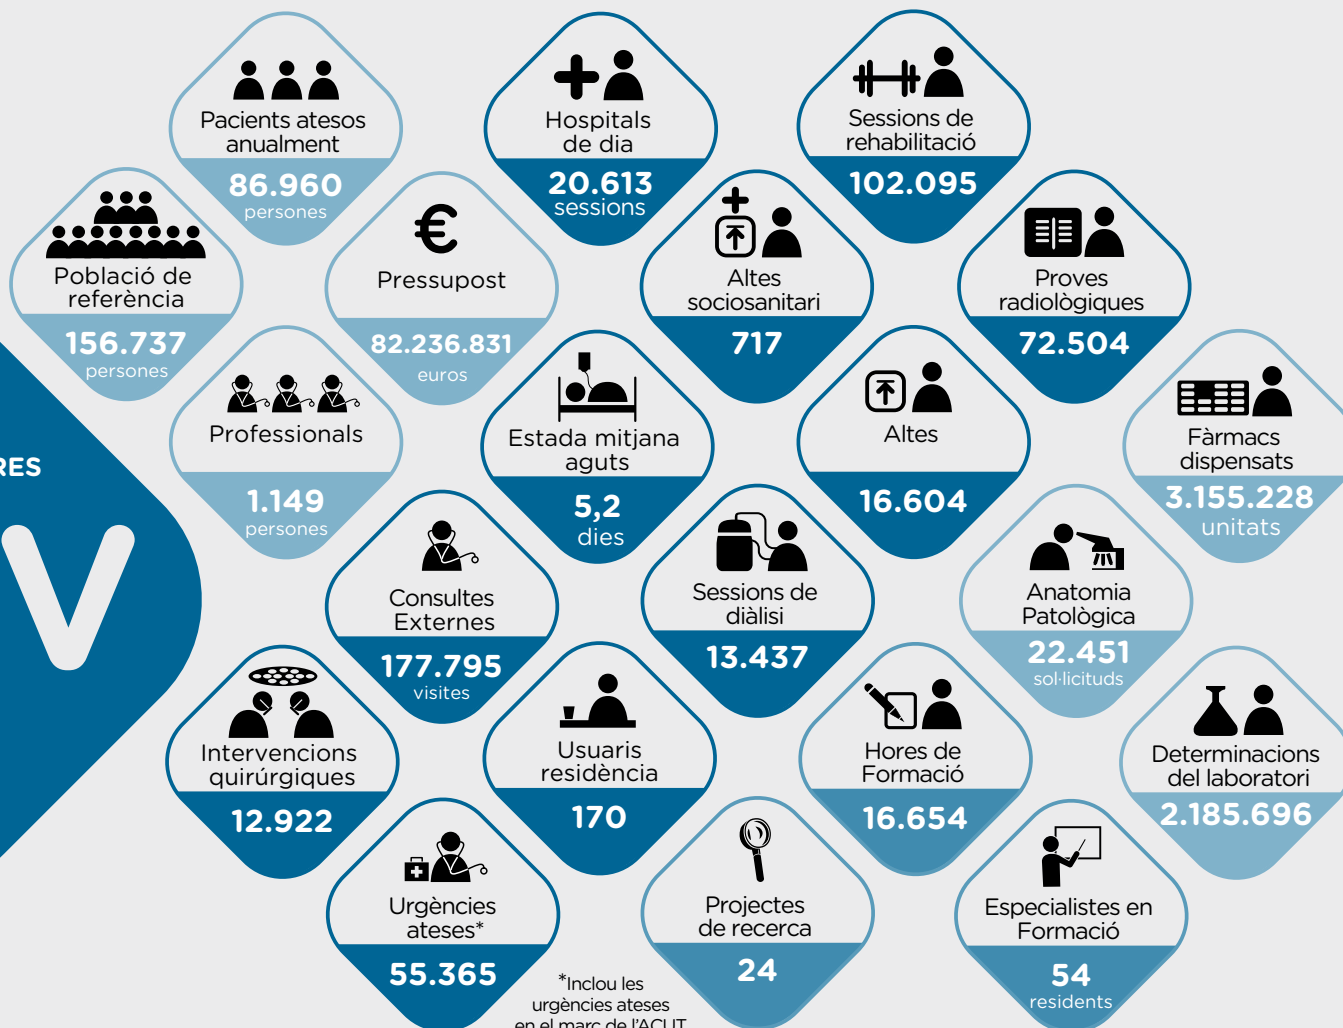 Pacients atesos
anualment
86.960
persones
Hospitals
de dia
20.613
sessions
Sessions de
rehabilitació
102.095
Població de
referència
156.737
persones
€
Pressupost
82.236.831
euros
Altes
sociosanitari
717
Proves
radiològiques
72.504
RES
V
Professionals
1.149
persones
Estada mitjana
aguts
5,2
dies
Altes
16.604
Fàrmacs
dispensats
3.155.228
unitats
Consultes
Externes
177.795
visites
Sessions de
diàlisi
13.437
Anatomia
Patològica
22.451
sol·licituds
Intervencions
quirúrgiques
12.922
Usuaris
residència
170
Hores de
Formació
16.654
Determinacions
del laboratori
2.185.696
Urgències
ateses*
55.365
*Inclou les
urgències ateses
en el marc de l'ACUT
Projectes
de recerca
24
Especialistes en
Formació
54
residents